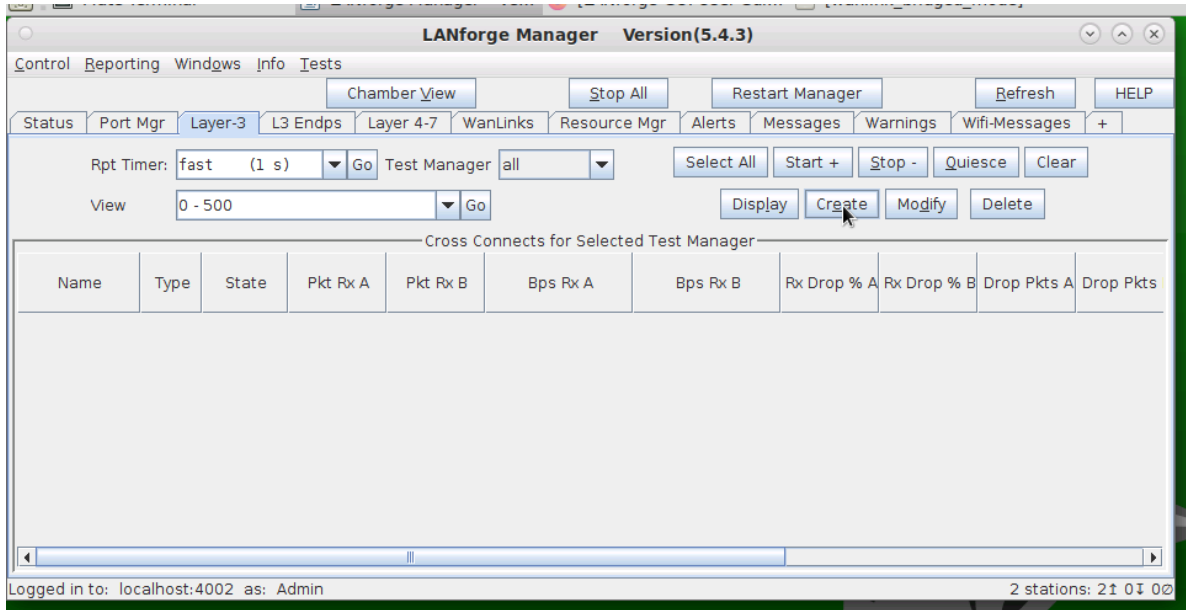 LANforge Manager Version(5.4.3)
Control Reporting Windows Info Tests
Chamber View Stop All Restart Manager Refresh HELP
Status Port Mgr Layer-3 L3 Endps Layer 4-7 WanLinks Resource Mgr Alerts Messages Warnings Wifi-Messages +
Rpt Timer: fast (1 s) Go Test Manager all Select All Start + Stop - Quiesce Clear
View 0 - 500 Go Display Create Modify Delete
Cross Connects for Selected Test Manager
Name Type State Pkt Rx A Pkt Rx B Bps Rx A Bps Rx B Rx Drop % A Rx Drop % B Drop Pkts A Drop Pkts
Logged in to: localhost:4002 as: Admin 2 stations: 2↑ 0↧ 0∅